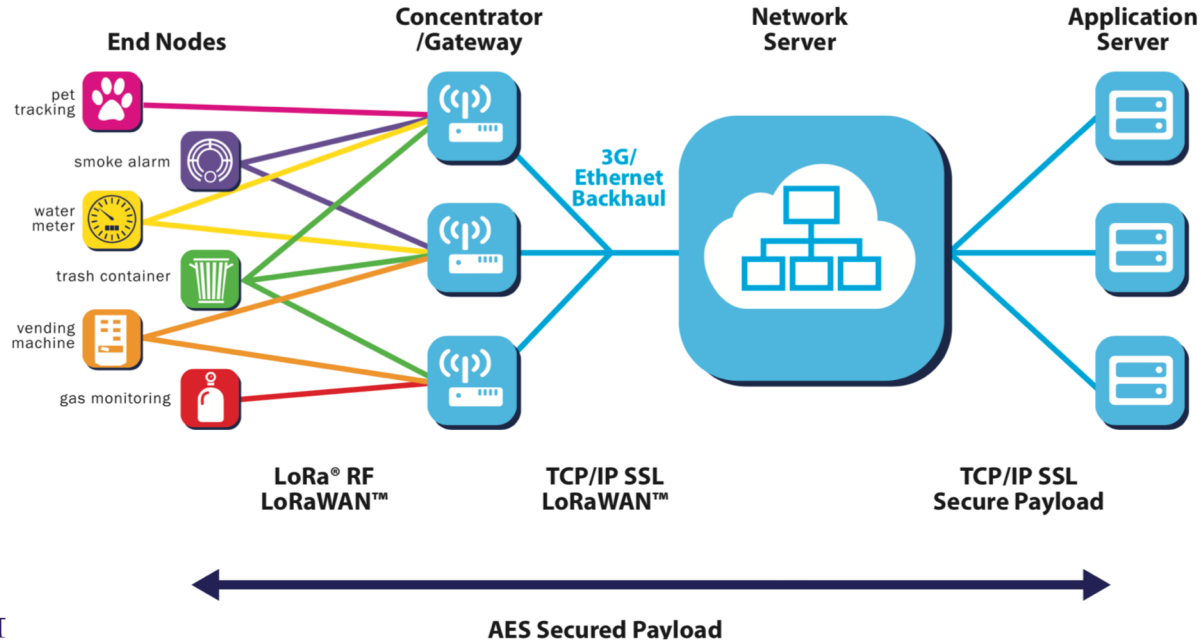 End Nodes
Concentrator
/Gateway
Network
Server
Application
Server
pet
tracking
smoke alarm
water
meter
trash container
vending
machine
gas monitoring
3G/
Ethernet
Backhaul
LoRa® RF
LoRaWAN™
TCP/IP SSL
LoRaWAN™
TCP/IP SSL
Secure Payload
AES Secured Payload